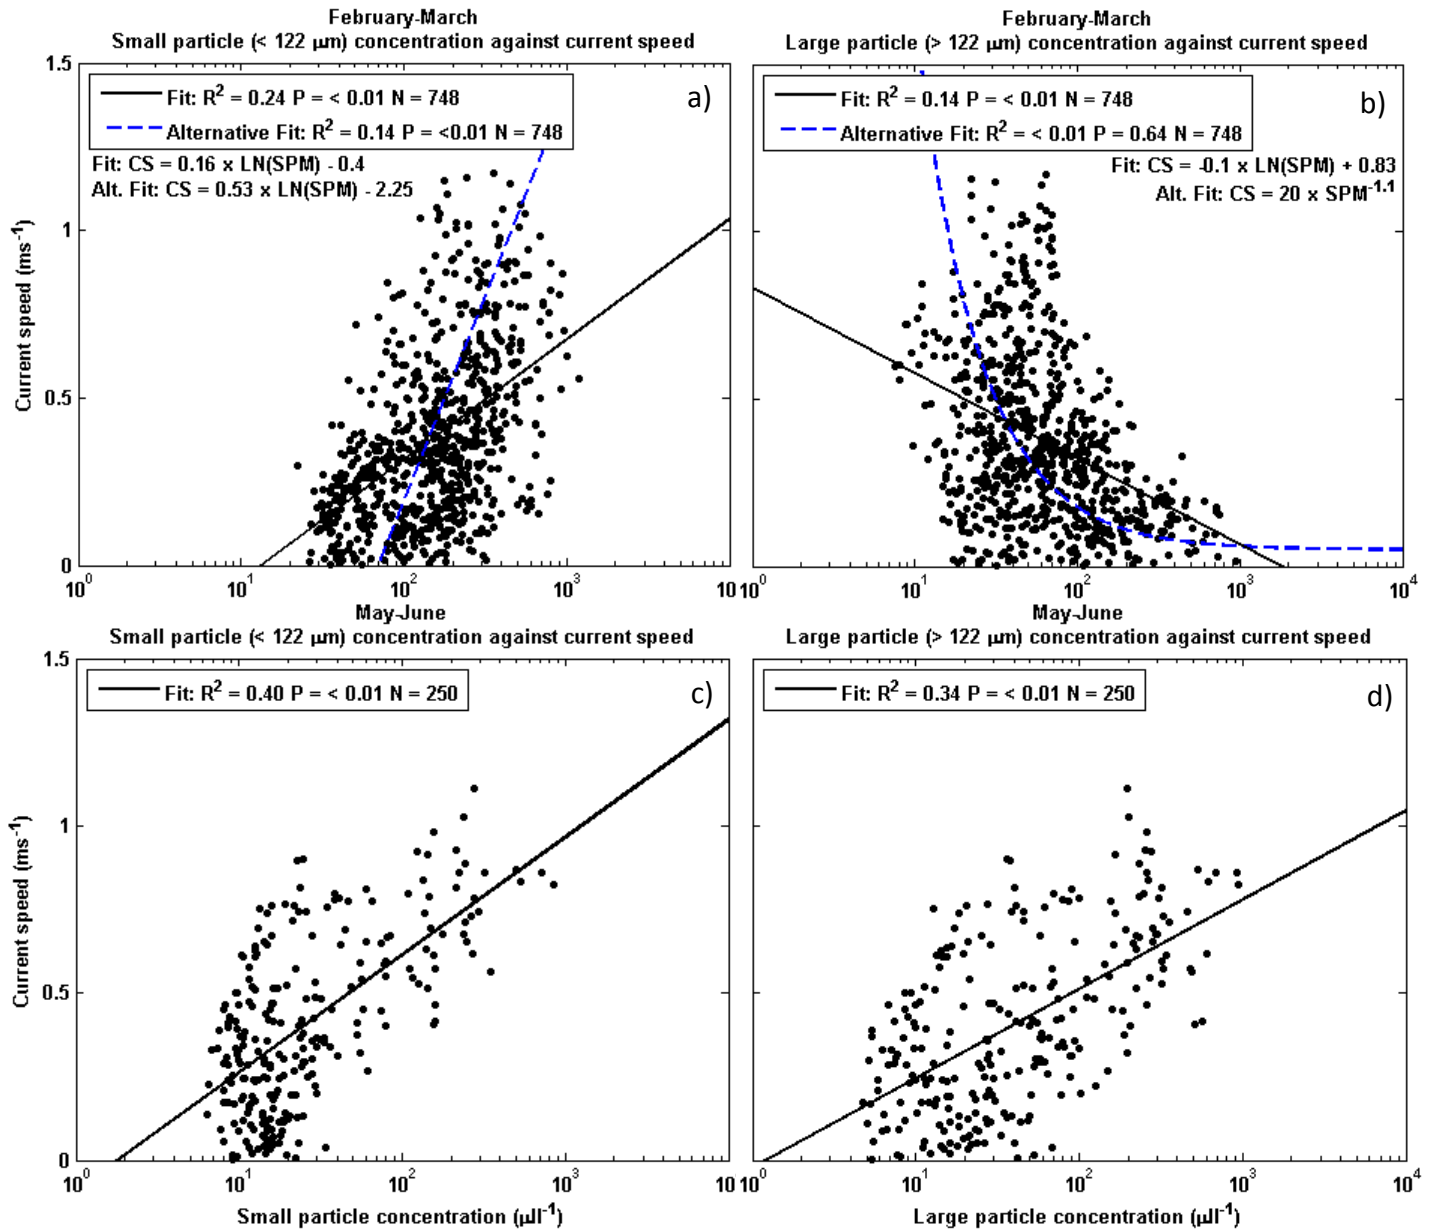 February-March
Small particle (< 122 μm) concentration against current speed
1.5
1
0.5
0
Current speed (ms⁻¹)
Fit: R² = 0.24 P = < 0.01 N = 748
Alternative Fit: R² = 0.14 P = <0.01 N = 748
Fit: CS = 0.16 x LN(SPM) - 0.4
Alt. Fit: CS = 0.53 x LN(SPM) - 2.25
a)
10⁰ 10¹ 10² 10³ 10
February-March
Large particle (> 122 μm) concentration against current speed
Fit: R² = 0.14 P = < 0.01 N = 748
Alternative Fit: R² = < 0.01 P = 0.64 N = 748
b)
Fit: CS = -0.1 x LN(SPM) + 0.83
Alt. Fit: CS = 20 x SPM⁻¹·¹
10⁰ 10¹ 10² 10³ 10⁴
May-June
Small particle (< 122 μm) concentration against current speed
1.5
1
0.5
0
Current speed (ms⁻¹)
Fit: R² = 0.40 P = < 0.01 N = 250
c)
10⁰ 10¹ 10² 10³ 10⁴
Small particle concentration (μl⁻¹)
May-June
Large particle (> 122 μm) concentration against current speed
Fit: R² = 0.34 P = < 0.01 N = 250
d)
10⁰ 10¹ 10² 10³ 10⁴
Large particle concentration (μl⁻¹)